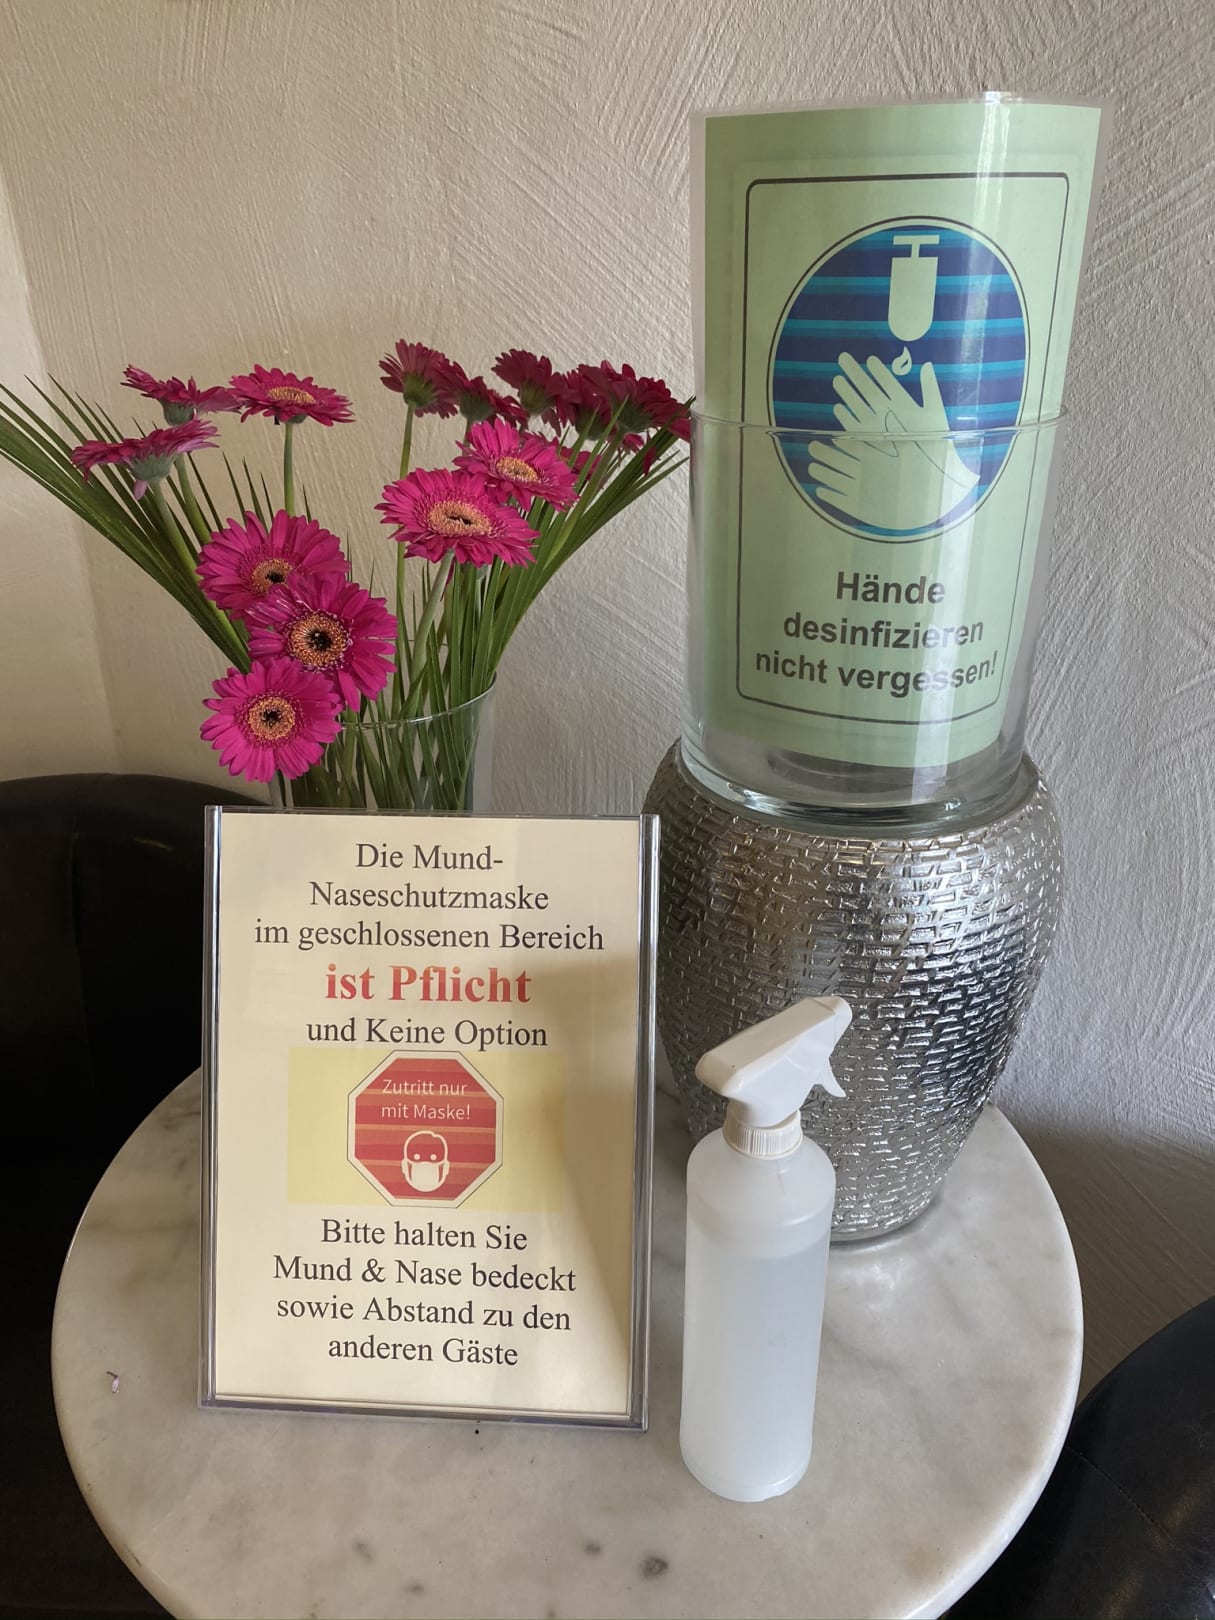 Hände
desinfizieren
nicht vergessen!
Die Mund-
Naseschutzmaske
im geschlossenen Bereich
ist Pflicht
und Keine Option
Zutritt nur
mit Maske!
Bitte halten Sie
Mund & Nase bedeckt
sowie Abstand zu den
anderen Gäste